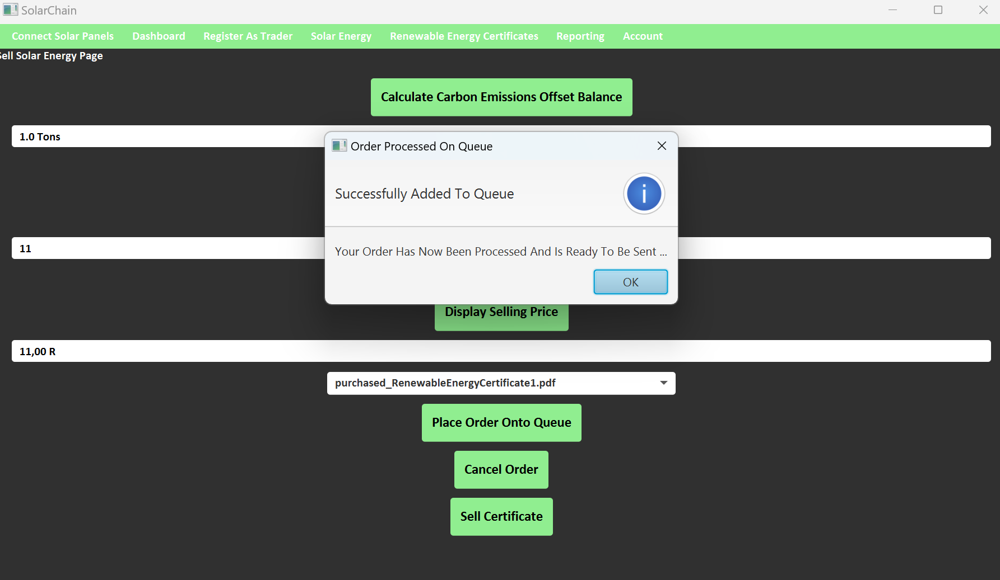 SolarChain
Connect Solar Panels Dashboard Register As Trader Solar Energy Renewable Energy Certificates Reporting Account
Sell Solar Energy Page
Calculate Carbon Emissions Offset Balance
1.0 Tons
Order Processed On Queue
Successfully Added To Queue
11
Your Order Has Now Been Processed And Is Ready To Be Sent ...
OK
Display Selling Price
11,00 R
purchased_RenewableEnergyCertificate1.pdf
Place Order Onto Queue
Cancel Order
Sell Certificate